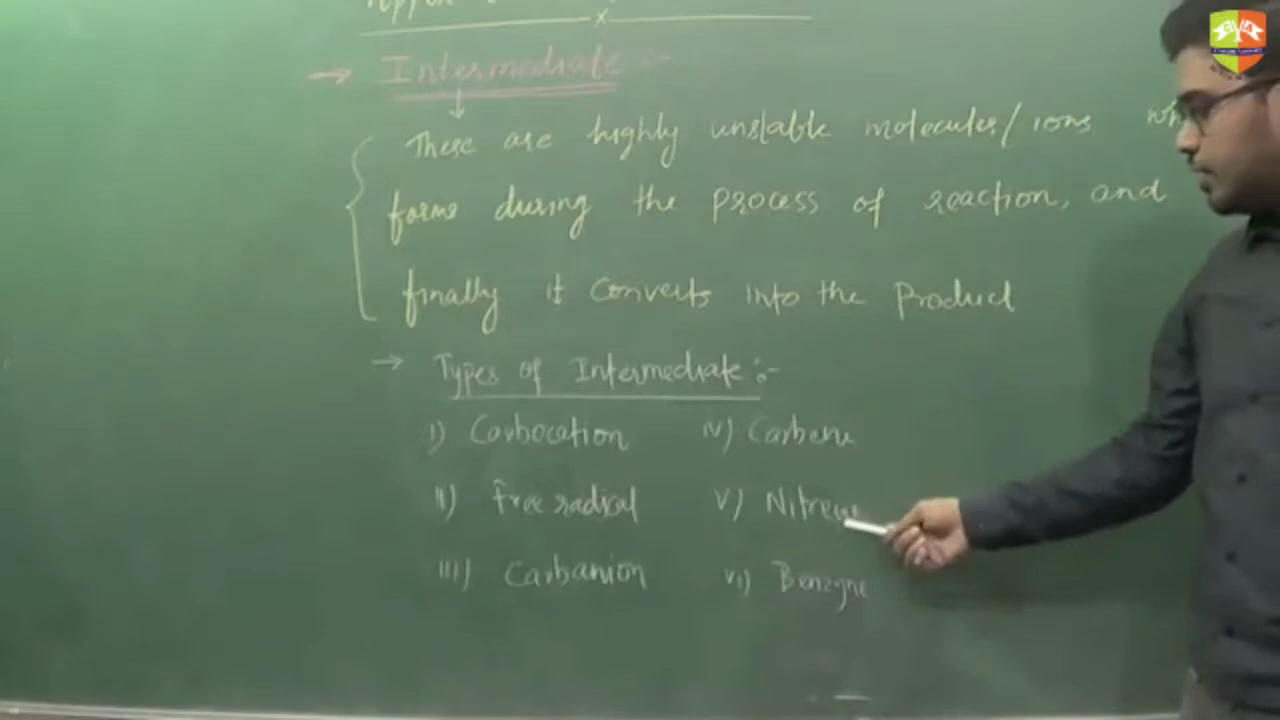 → Intermediate :-
These are highly unstable molecules/ions
forms during the process of reaction, and
finally it converts into the Product
→ Types of Intermediate :-
i) Carbocation iv) Carbene
ii) free radical v) Nitrene
iii) Carbanion vi) Benzyne